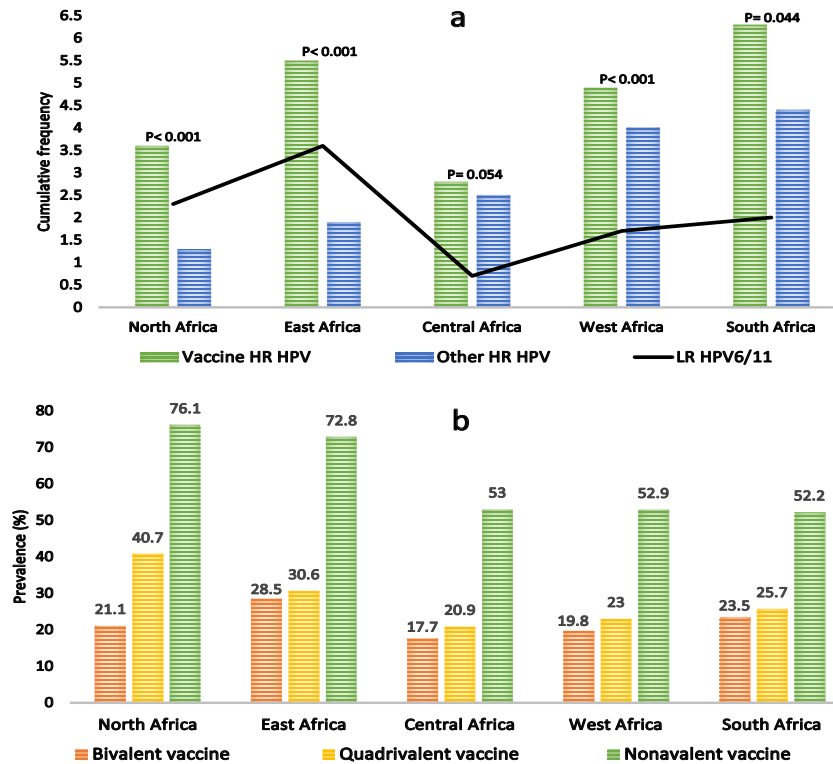 a
6.5
6
5.5
5
4.5
4
3.5
3
2.5
2
1.5
1
0.5
0
Cumulative frequency
P< 0.001
P< 0.001
P= 0.054
P< 0.001
P= 0.044
North Africa East Africa Central Africa West Africa South Africa
Vaccine HR HPV Other HR HPV LR HPV6/11
b
80
70
60
50
40
30
20
10
0
Prevalence (%)
21.1 40.7 76.1
28.5 30.6 72.8
17.7 20.9 53
19.8 23 52.9
23.5 25.7 52.2
North Africa East Africa Central Africa West Africa South Africa
Bivalent vaccine Quadrivalent vaccine Nonavalent vaccine